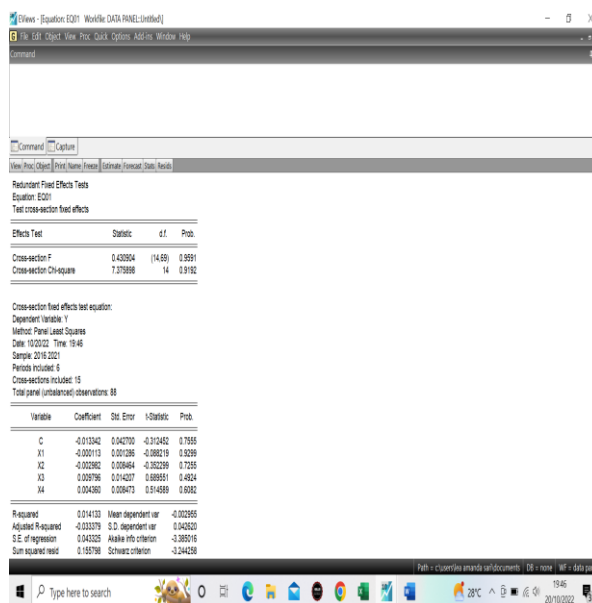 EViews - [Equation: EQ01 Workfile: DATA PANEL::Untitled\]
File Edit Object View Proc Quick Options Add-ins Window Help
Command
Command Capture
View Proc Object Print Name Freeze Estimate Forecast Stats Resids
Redundant Fixed Effects Tests
Equation: EQ01
Test cross-section fixed effects
Effects Test Statistic d.f. Prob.
Cross-section F 0.430904 (14,69) 0.9591
Cross-section Chi-square 7.375898 14 0.9192
Cross-section fixed effects test equation:
Dependent Variable: Y
Method: Panel Least Squares
Date: 10/20/22 Time: 19:46
Sample: 2016 2021
Periods included: 6
Cross-sections included: 15
Total panel (unbalanced) observations: 88
Variable Coefficient Std. Error t-Statistic Prob.
C -0.013342 0.042700 -0.312452 0.7555
X1 -0.000113 0.001286 -0.088219 0.9299
X2 -0.002982 0.008464 -0.352299 0.7255
X3 0.009796 0.014207 0.689551 0.4924
X4 0.004360 0.008473 0.514589 0.6082
R-squared 0.014133 Mean dependent var -0.002955
Adjusted R-squared -0.033379 S.D. dependent var 0.042620
S.E. of regression 0.043325 Akaike info criterion -3.385016
Sum squared resid 0.155798 Schwarz criterion -3.244258
Path = c:\users\lea amanda sari\documents DB = none WF = data pa
Type here to search
28°C
19:46
20/10/2022